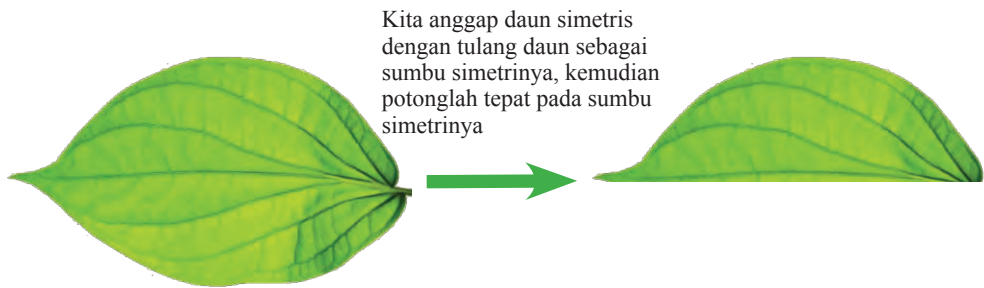 Kita anggap daun simetris
dengan tulang daun sebagai
sumbu simetrinya, kemudian
potonglah tepat pada sumbu
simetrinya